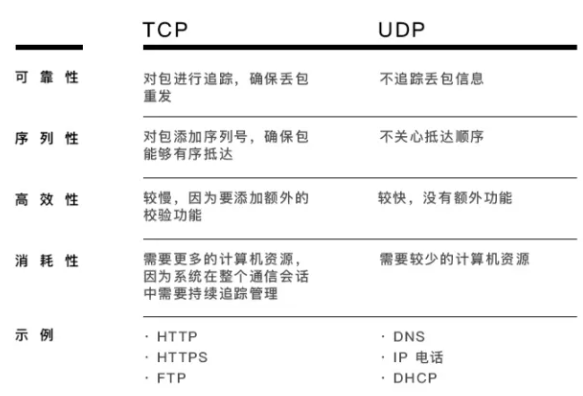 TCP UDP
可靠性 对包进行追踪，确保丢包 不追踪丢包信息
重发
序列性 对包添加序列号，确保包 不关心抵达顺序
能够有序抵达
高效性 较慢，因为要添加额外的 较快，没有额外功能
校验功能
消耗性 需要更多的计算机资源， 需要较少的计算机资源
因为系统在整个通信会话
中需要持续追踪管理
示例 · HTTP · DNS
· HTTPS · IP 电话
· FTP · DHCP